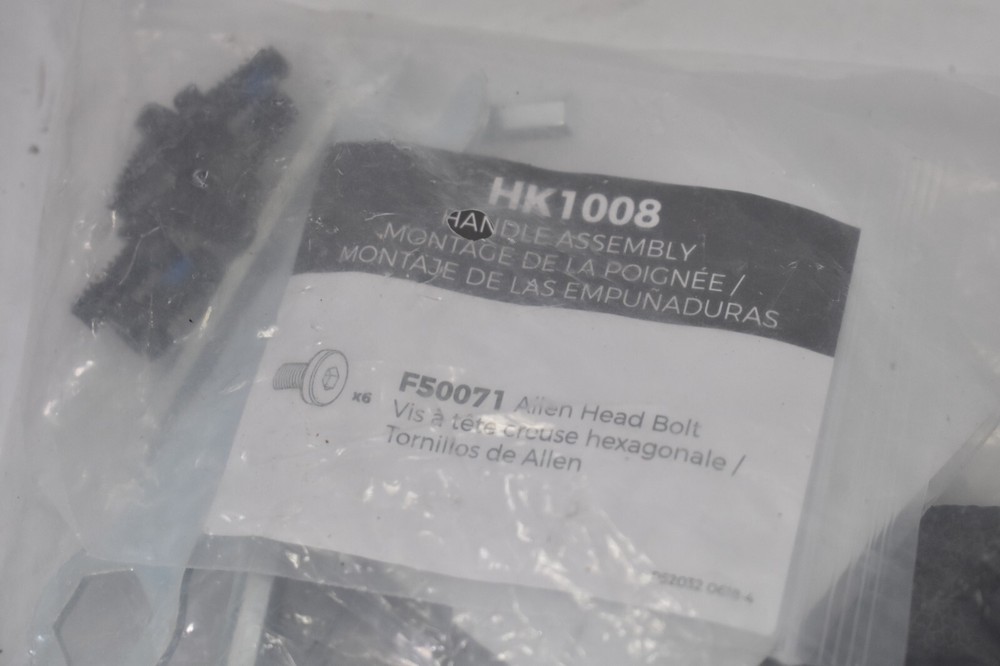 HK1008
HANDLE ASSEMBLY
MONTAGE DE LA POIGNÉE /
MONTAJE DE LAS EMPUÑADURAS
x6
F50071 Allen Head Bolt
Vis à tête creuse hexagonale /
Tornillos de Allen